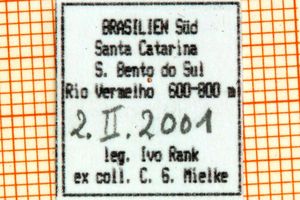 BRASILIEN Süd
Santa Catarina
S. Bento do Sul
Rio Vermelho 600-800 m
2. II. 2001
leg. Ivo Rank
ex coll. C. G. Mielke